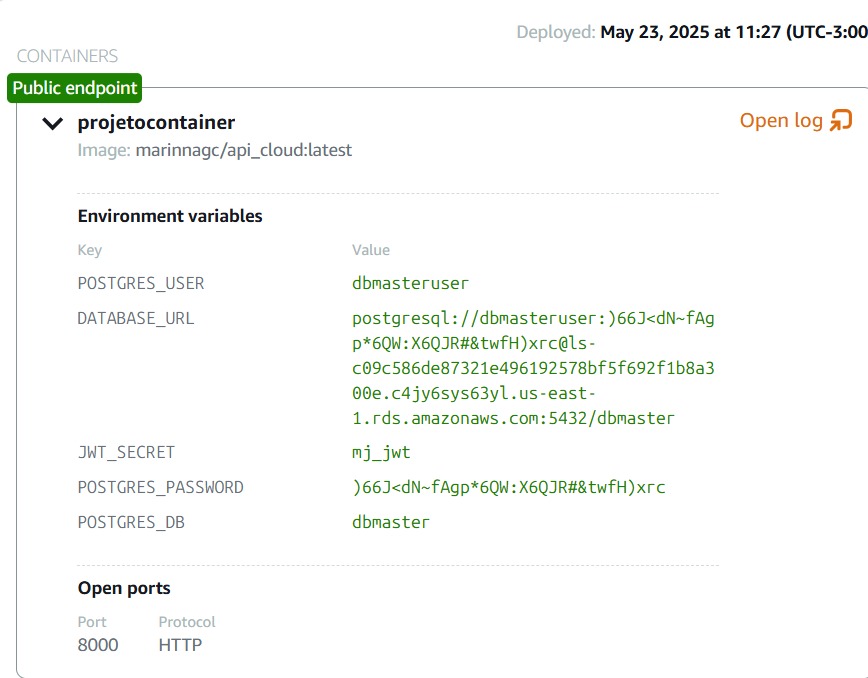 Deployed: May 23, 2025 at 11:27 (UTC-3:00
CONTAINERS
Public endpoint
projetocontainer
Open log
Image: marinnagc/api_cloud:latest
Environment variables
Key Value
POSTGRES_USER dbmasteruser
DATABASE_URL postgresql://dbmasteruser:)66J<dN~fAg
p*6QW:X6QJR#&twfH)xrc@ls-
c09c586de87321e496192578bf5f692f1b8a3
00e.c4jy6sys63yl.us-east-
1.rds.amazonaws.com:5432/dbmaster
JWT_SECRET mj_jwt
POSTGRES_PASSWORD )66J<dN~fAgp*6QW:X6QJR#&twfH)xrc
POSTGRES_DB dbmaster
Open ports
Port Protocol
8000 HTTP